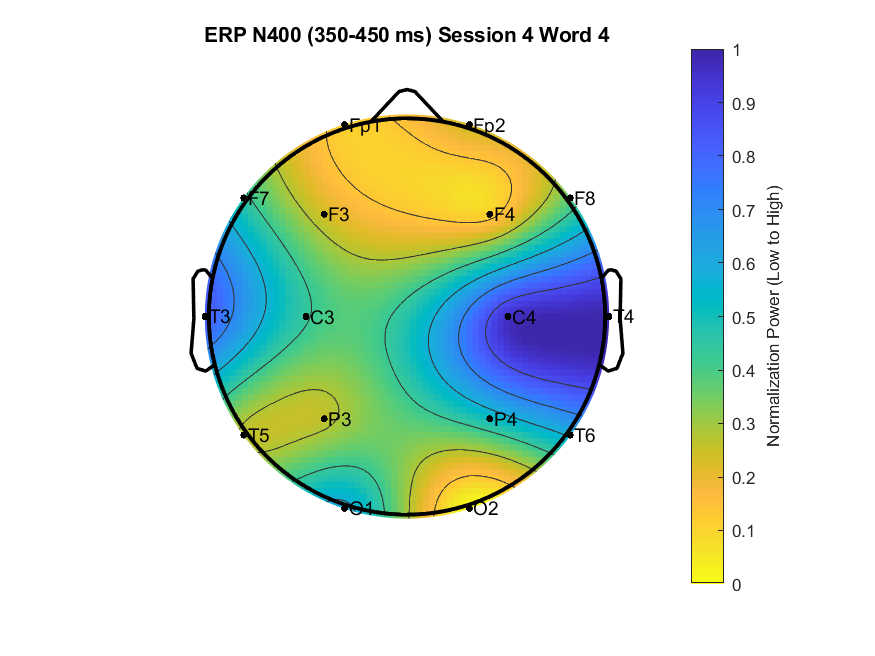 ERP N400 (350-450 ms) Session 4 Word 4
Fp1
Fp2
F7
F3
F4
F8
T3
C3
C4
T4
T5
P3
P4
T6
O1
O2
1
0.9
0.8
0.7
0.6
0.5
0.4
0.3
0.2
0.1
0
Normalization Power (Low to High)